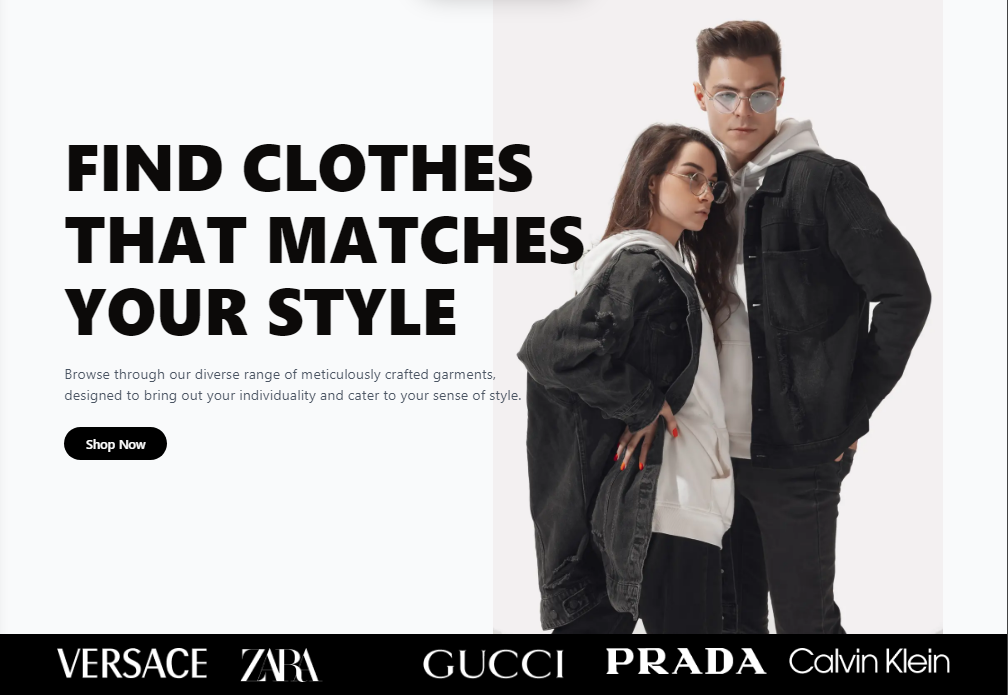 FIND CLOTHES
THAT MATCHES
YOUR STYLE
Browse through our diverse range of meticulously crafted garments,
designed to bring out your individuality and cater to your sense of style.
Shop Now
VERSACE ZARA GUCCI PRADA Calvin Klein